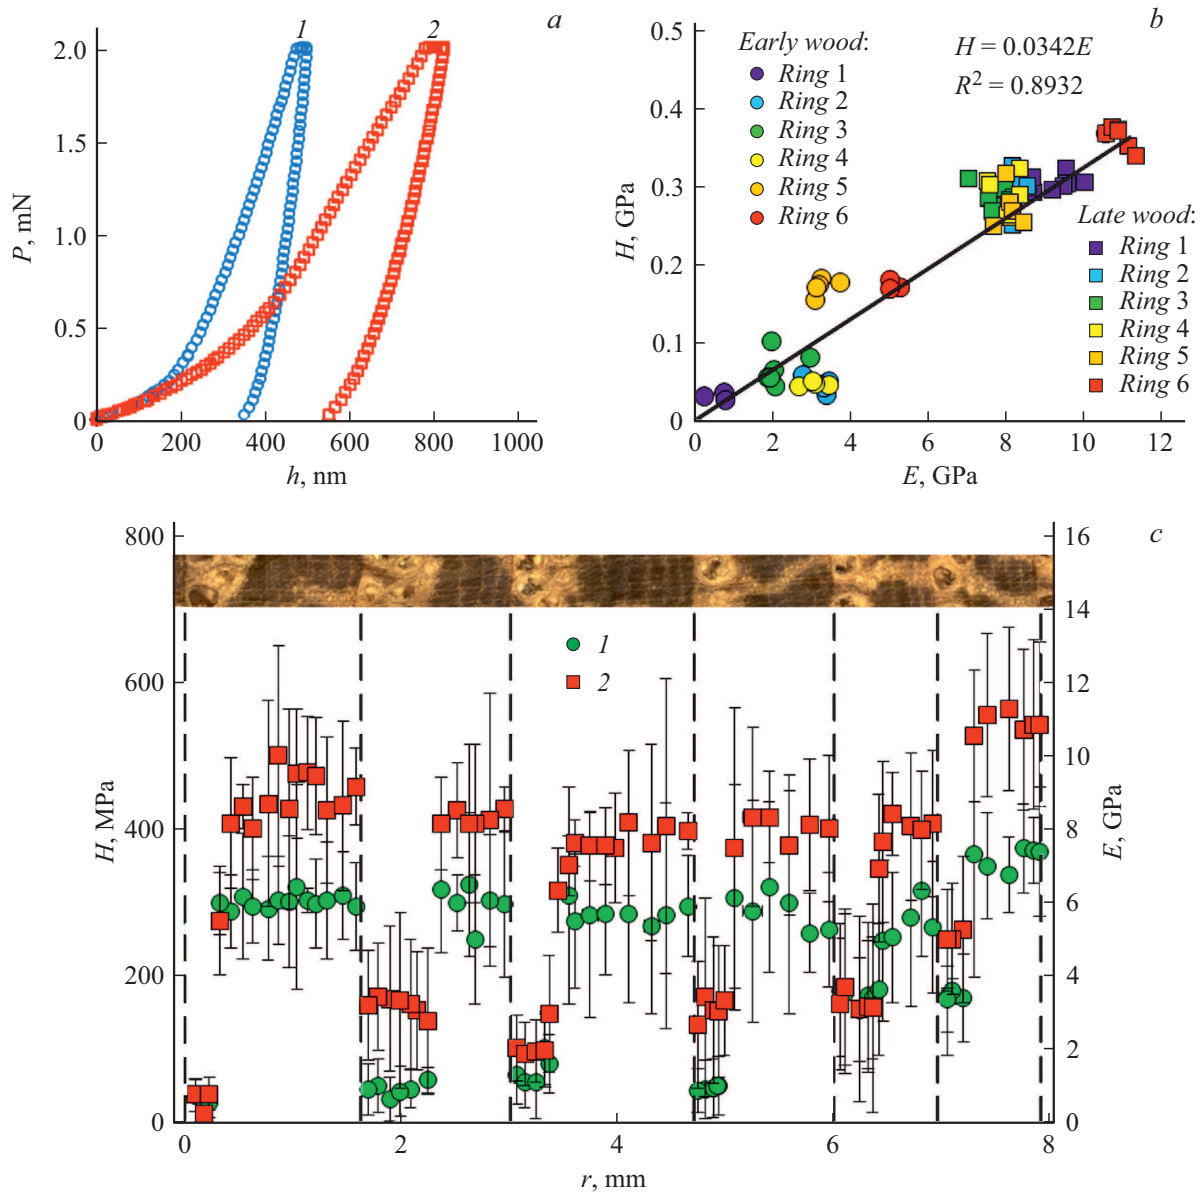 a
1
2
2.0
1.5
1.0
0.5
0
P, mN
0
200
400
600
800
1000
h, nm
b
0.5
0.4
0.3
0.2
0.1
0
H, GPa
Early wood:
Ring 1
Ring 2
Ring 3
Ring 4
Ring 5
Ring 6
H = 0.0342E
R² = 0.8932
Late wood:
Ring 1
Ring 2
Ring 3
Ring 4
Ring 5
Ring 6
0
2
4
6
8
10
12
E, GPa
c
800
600
400
200
0
H, MPa
1
2
16
14
12
10
8
6
4
2
0
E, GPa
0
2
4
6
8
r, mm